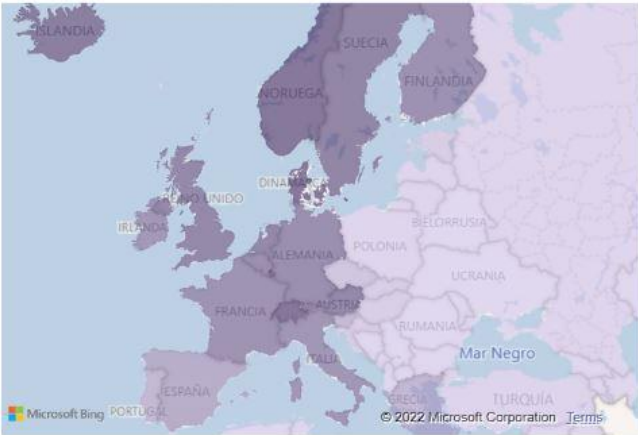 ISLANDIA
SUECIA
FINLANDIA
NORUEGA
DINAMARCA
REINO UNIDO
IRLANDA
BIELORRUSIA
POLONIA
ALEMANIA
UCRANIA
AUSTRIA
FRANCIA
RUMANIA
Mar Negro
ITALIA
ESPAÑA
GRECIA
TURQUÍA
PORTUGAL
Microsoft Bing
© 2022 Microsoft Corporation Terms